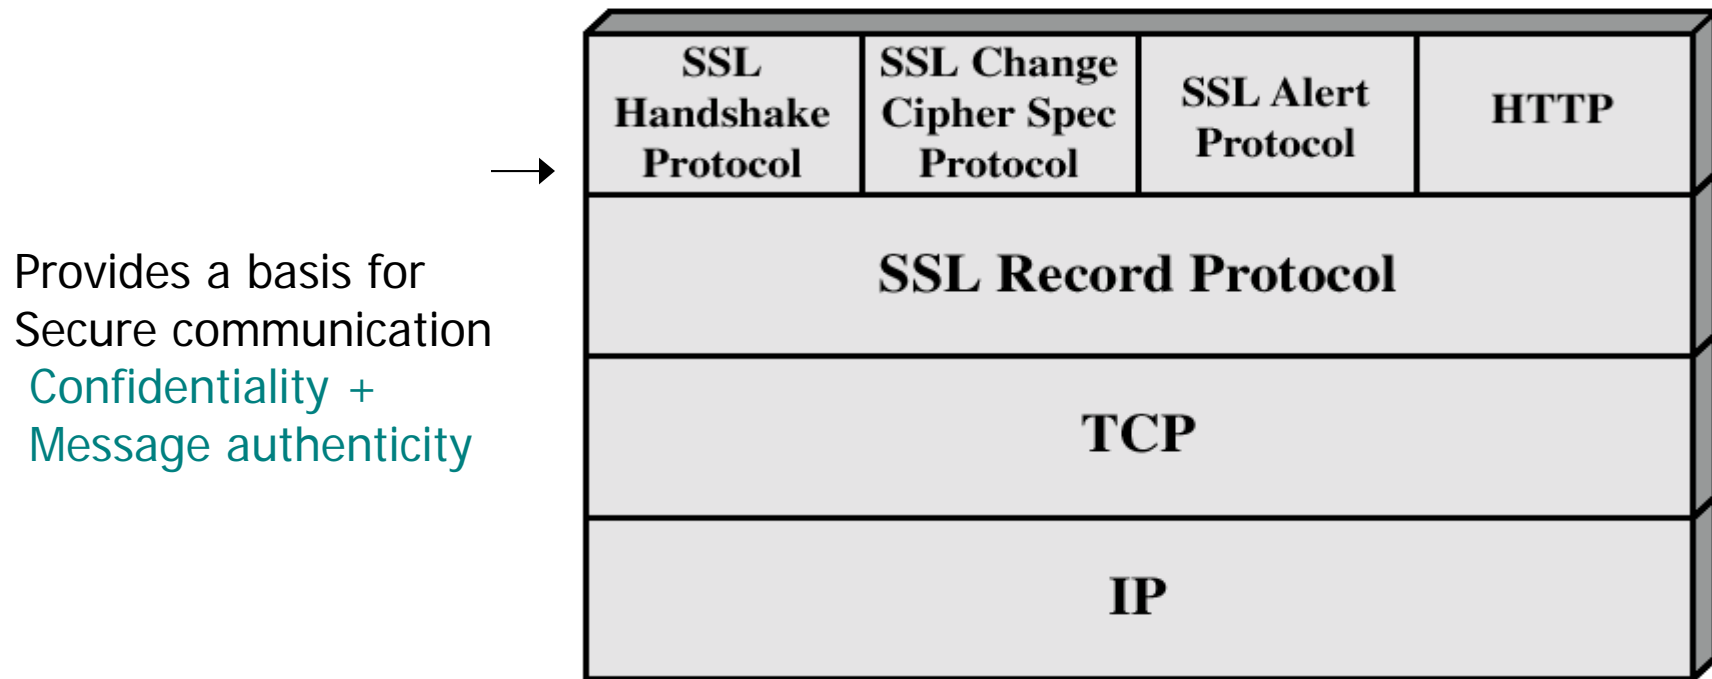 SSL
Handshake
Protocol
SSL Change
Cipher Spec
Protocol
SSL Alert
Protocol
HTTP
Provides a basis for
Secure communication
Confidentiality +
Message authenticity
SSL Record Protocol
TCP
IP